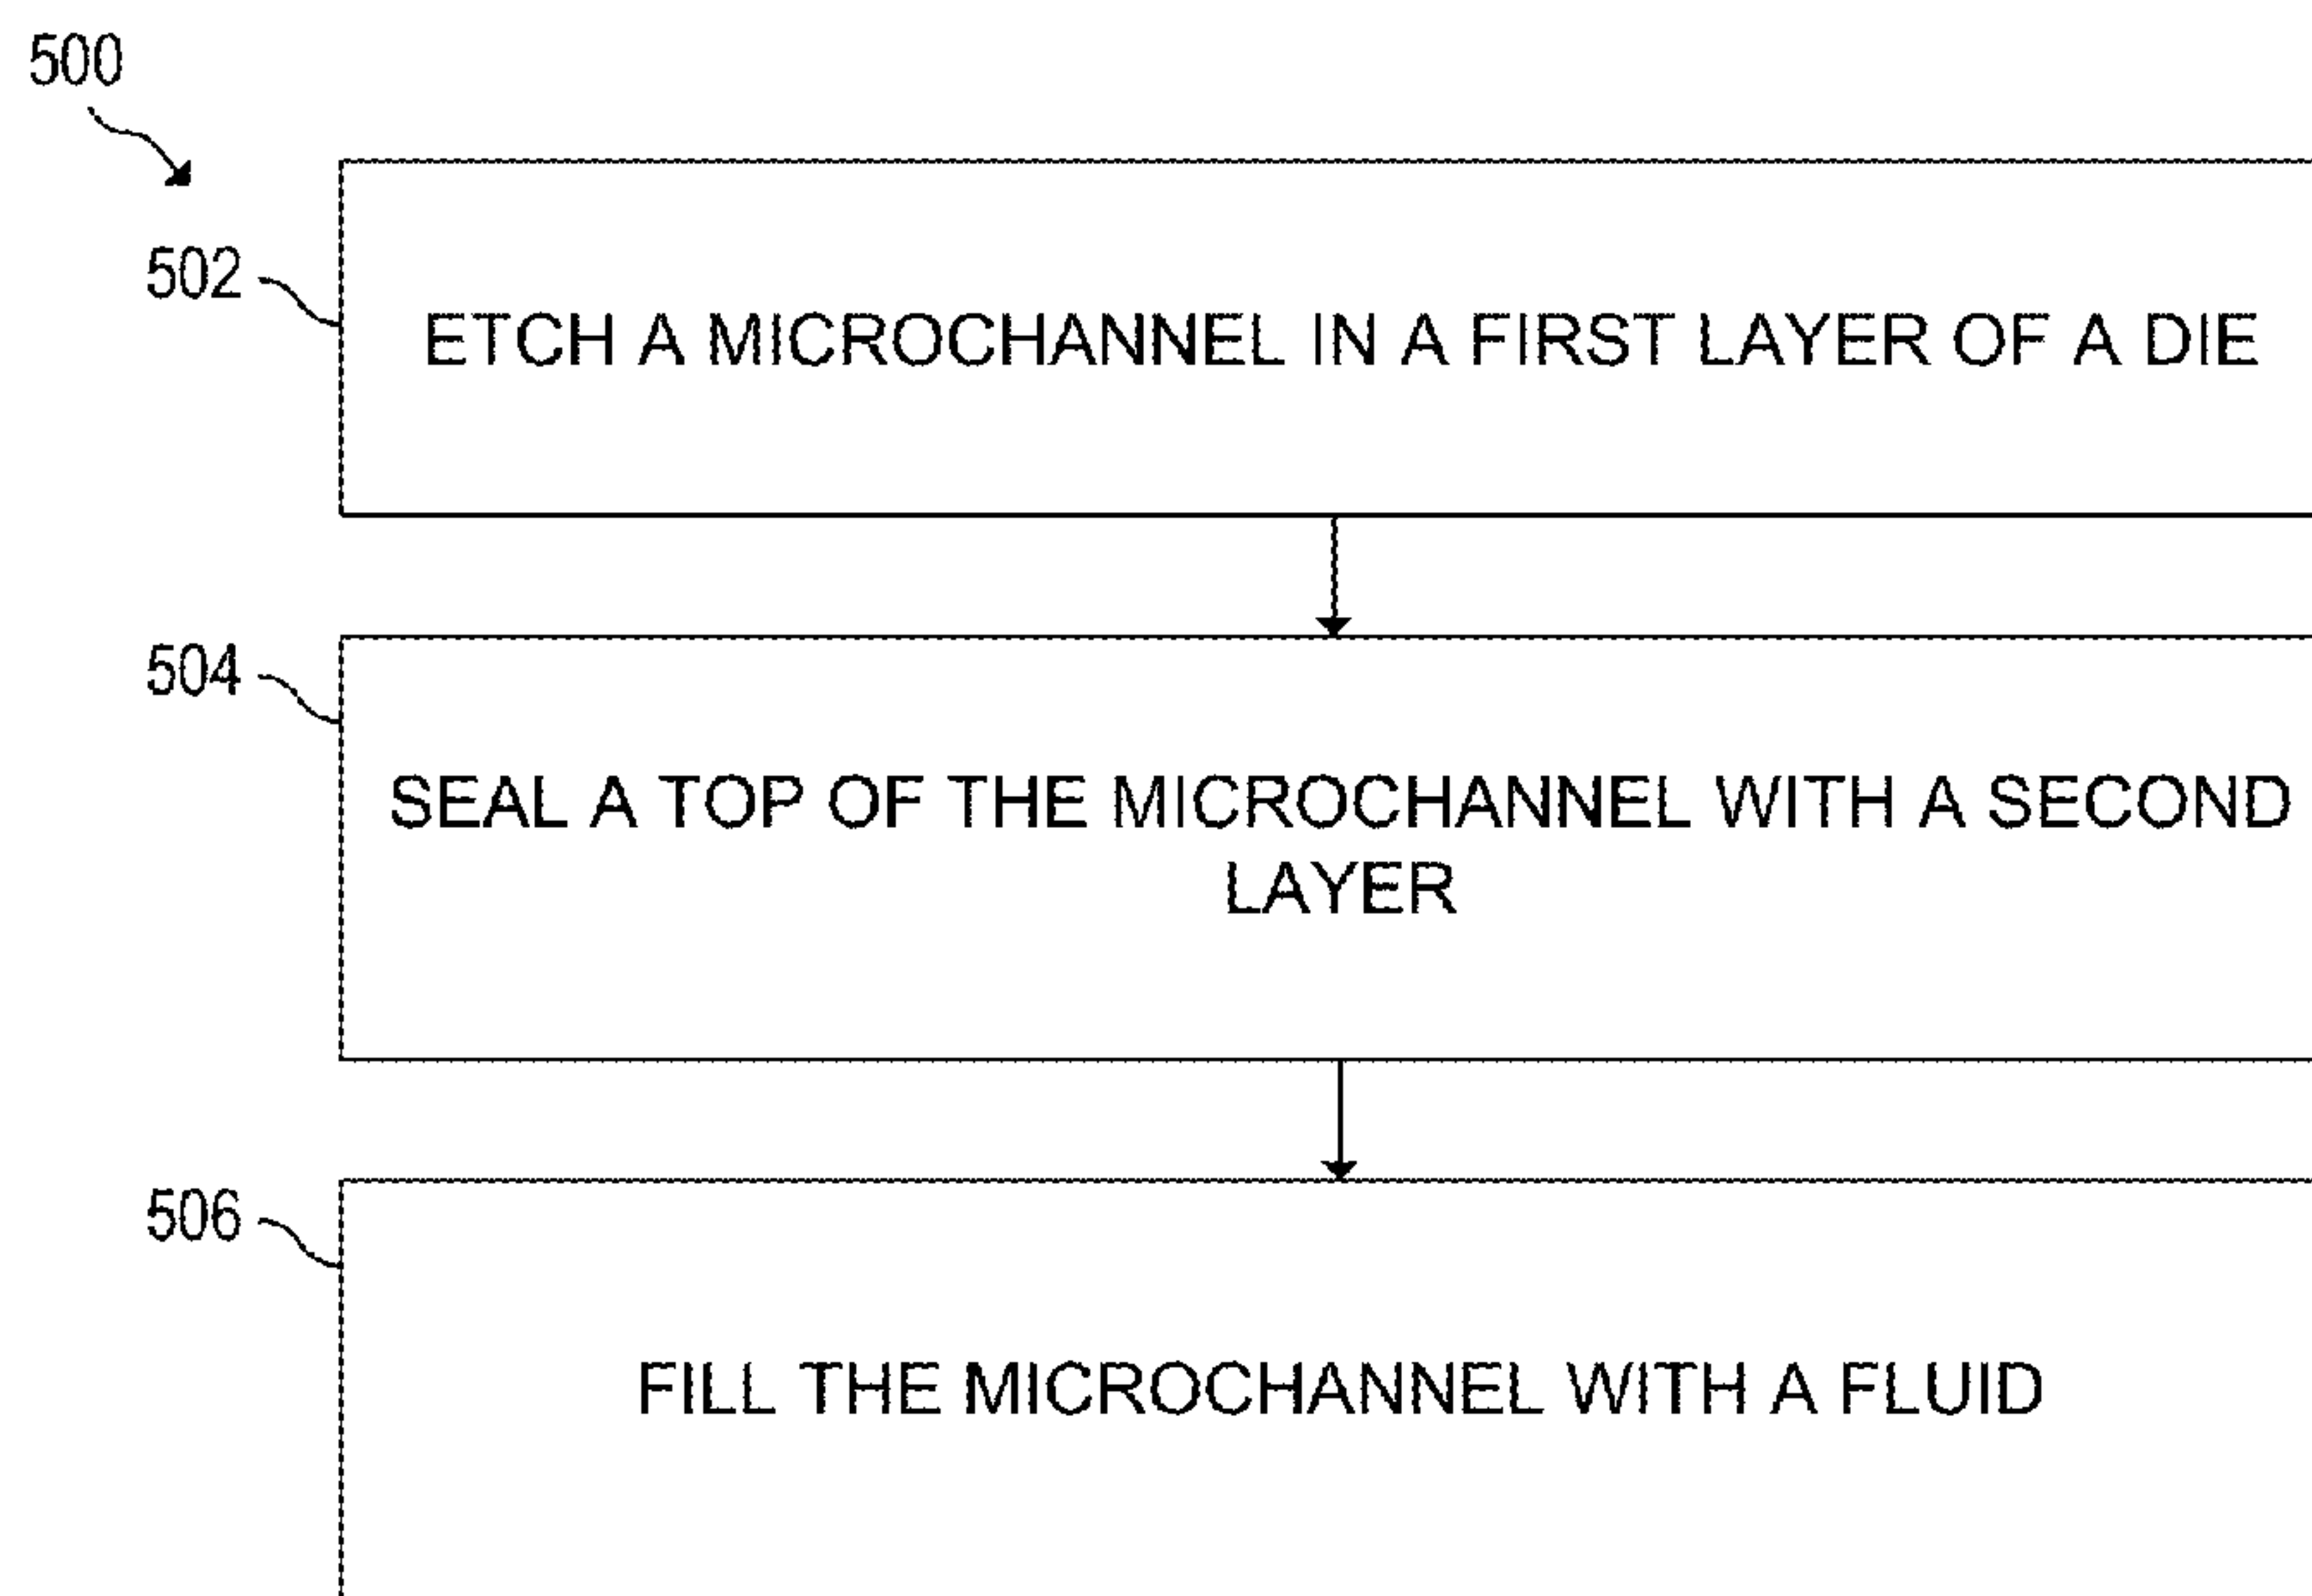 500
502
ETCH A MICROCHANNEL IN A FIRST LAYER OF A DIE
504
SEAL A TOP OF THE MICROCHANNEL WITH A SECOND
LAYER
506
FILL THE MICROCHANNEL WITH A FLUID